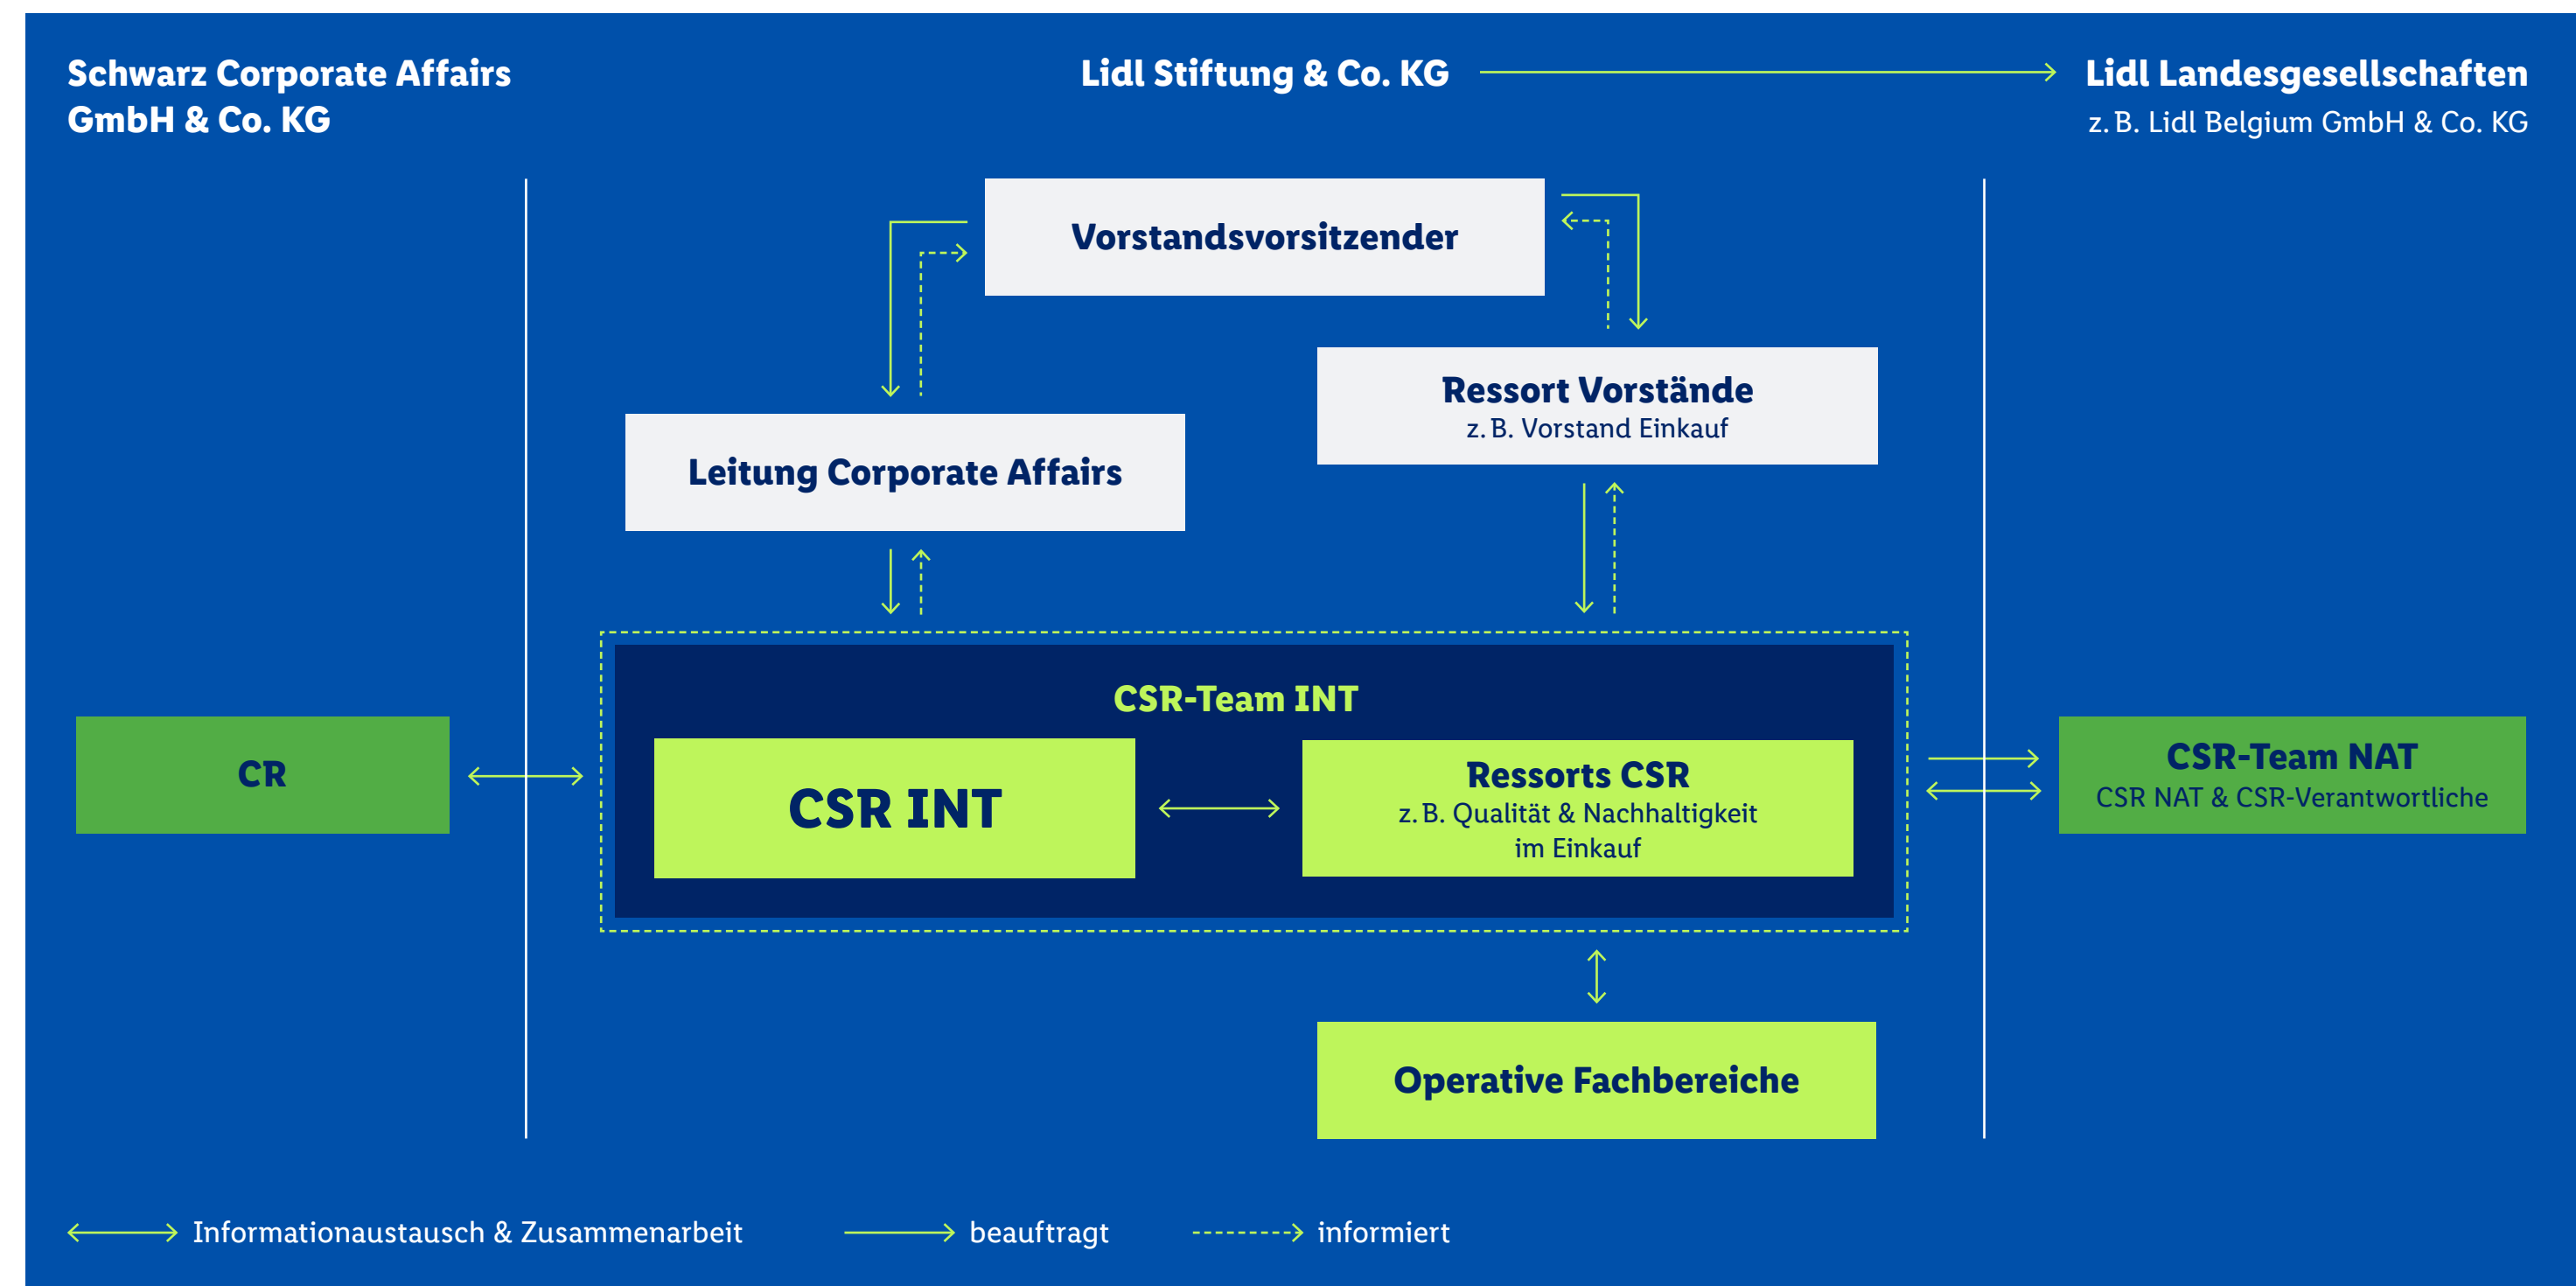 Schwarz Corporate Affairs
GmbH & Co. KG
Lidl Stiftung & Co. KG
Lidl Landesgesellschaften
z. B. Lidl Belgium GmbH & Co. KG
Vorstandsvorsitzender
Ressort Vorstände
z. B. Vorstand Einkauf
Leitung Corporate Affairs
CSR-Team INT
CR
CSR INT
Ressorts CSR
z. B. Qualität & Nachhaltigkeit
im Einkauf
CSR-Team NAT
CSR NAT & CSR-Verantwortliche
Operative Fachbereiche
Informationaustausch & Zusammenarbeit
beauftragt
informiert